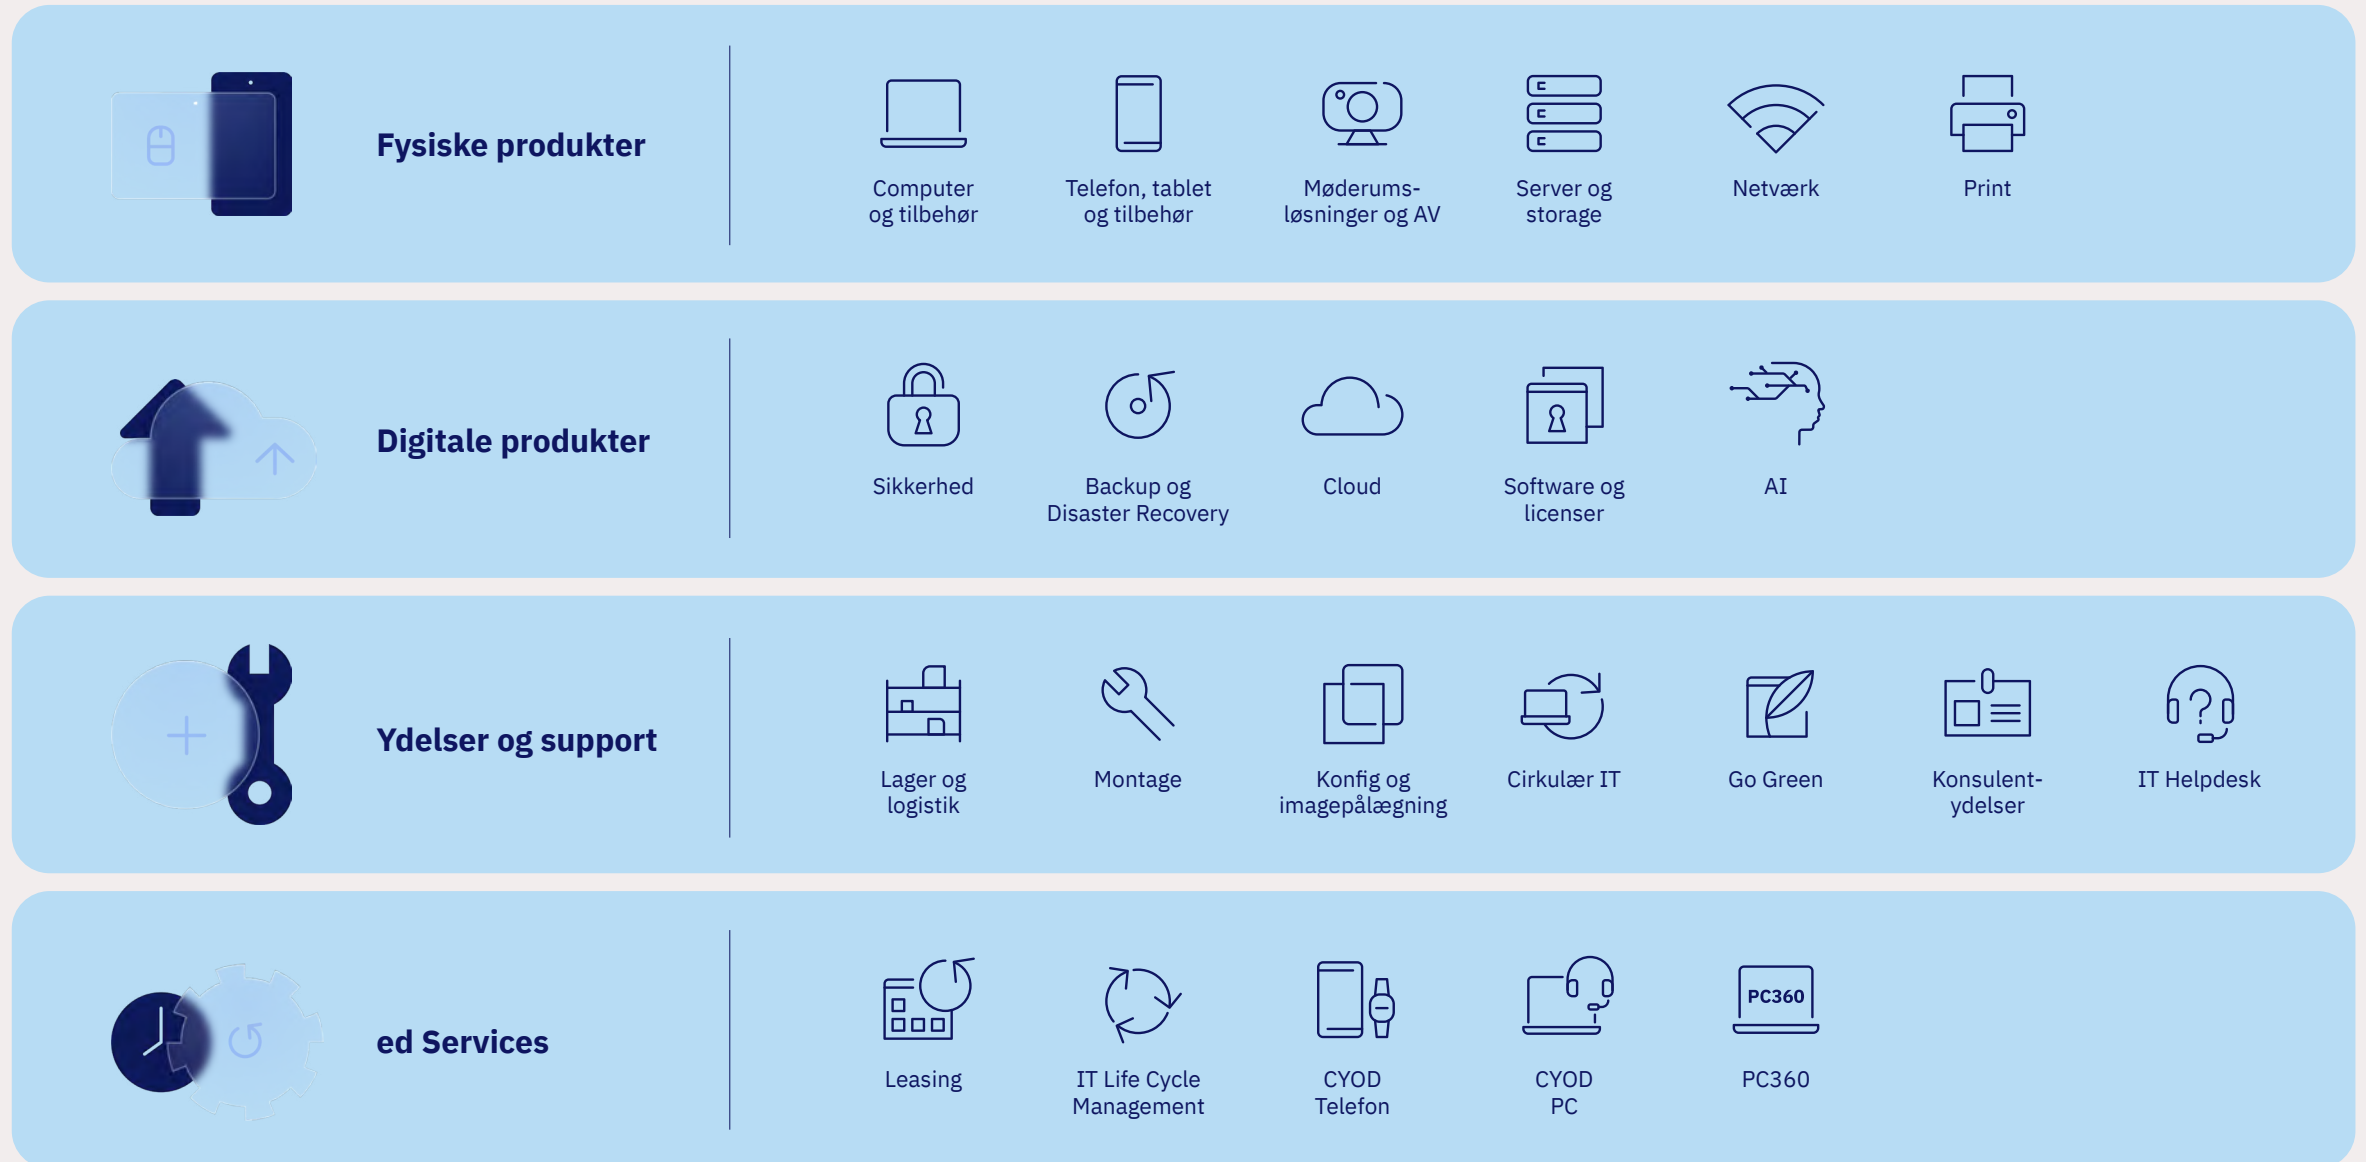 Fysiske produkter
Computer
og tilbehør
Telefon, tablet
og tilbehør
Møderums-
løsninger og AV
Server og
storage
Netværk
Print
Digitale produkter
Sikkerhed
Backup og
Disaster Recovery
Cloud
Software og
licenser
AI
Ydelser og support
Lager og
logistik
Montage
Konfig og
imagepålægning
Cirkulær IT
Go Green
Konsulent-
ydelser
IT Helpdesk
ed Services
Leasing
IT Life Cycle
Management
CYOD
Telefon
CYOD
PC
PC360
PC360